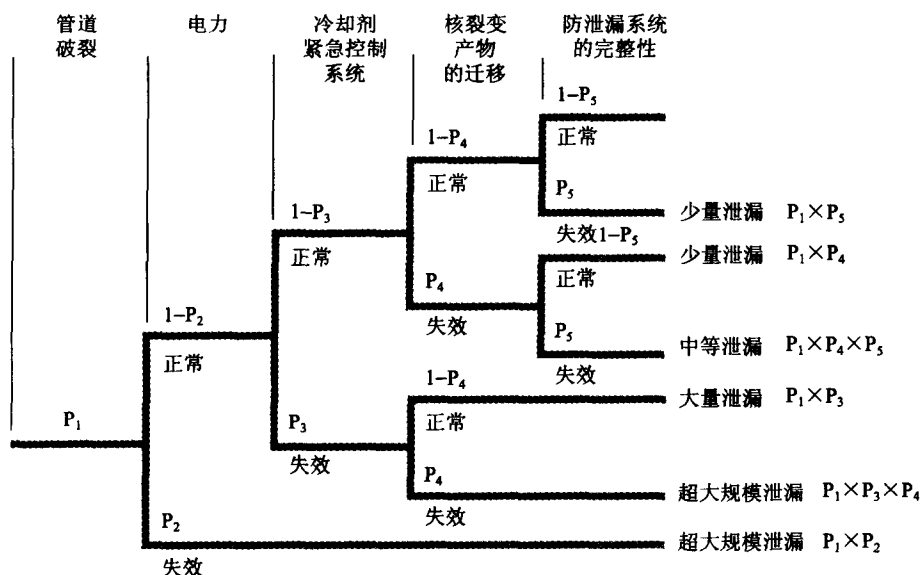 管道
破裂
电力
冷却剂
紧急控制
系统
核裂变
产物
的迁移
防泄漏系统
的完整性
1-P5
正常
1-P4
正常
P5
少量泄漏 P1×P5
失效1-P5
1-P3
正常
少量泄漏 P1×P4
正常
P4
失效
1-P2
正常
P5
中等泄漏 P1×P4×P5
失效
1-P4
大量泄漏 P1×P3
正常
P1
P3
失效
P4
超大规模泄漏 P1×P3×P4
失效
P2
超大规模泄漏 P1×P2
失效